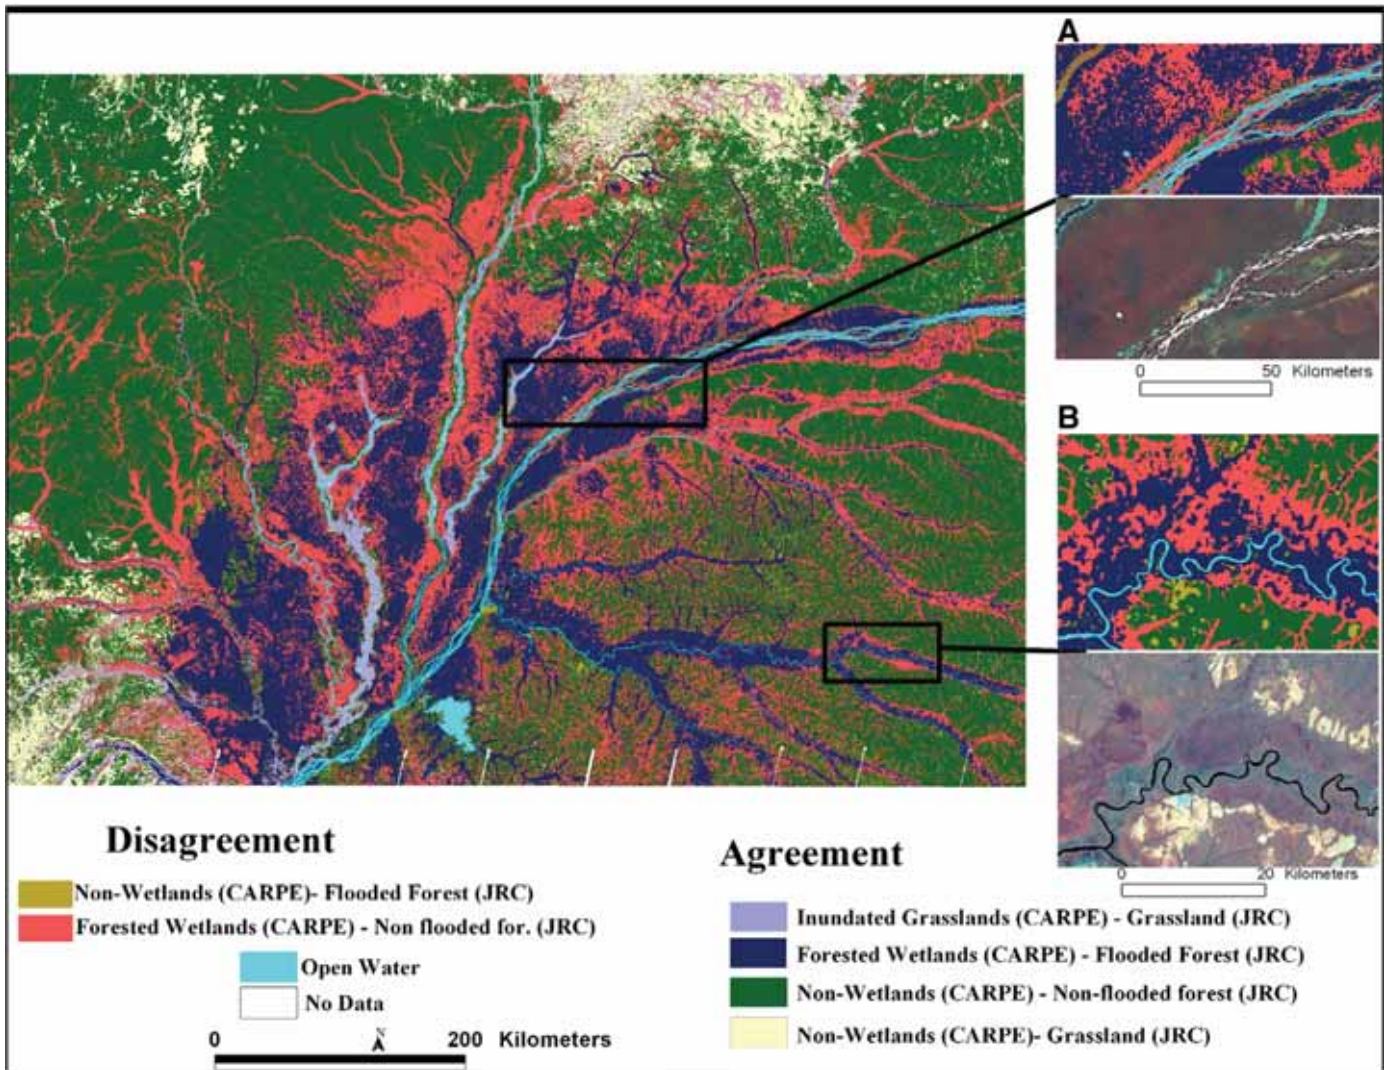 A
0 50 Kilometers
B
0 20 Kilometers
Disagreement
Non-Wetlands (CARPE)- Flooded Forest (JRC)
Forested Wetlands (CARPE) - Non flooded for. (JRC)
Open Water
No Data
N
0 200 Kilometers
Agreement
Inundated Grasslands (CARPE) - Grassland (JRC)
Forested Wetlands (CARPE) - Flooded Forest (JRC)
Non-Wetlands (CARPE) - Non-flooded forest (JRC)
Non-Wetlands (CARPE)- Grassland (JRC)